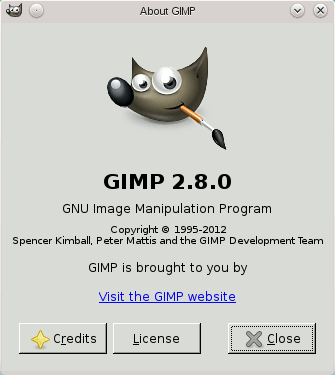 About GIMP
GIMP 2.8.0
GNU Image Manipulation Program
Copyright © 1995-2012
Spencer Kimball, Peter Mattis and the GIMP Development Team
GIMP is brought to you by
Visit the GIMP website
Credits
License
Close